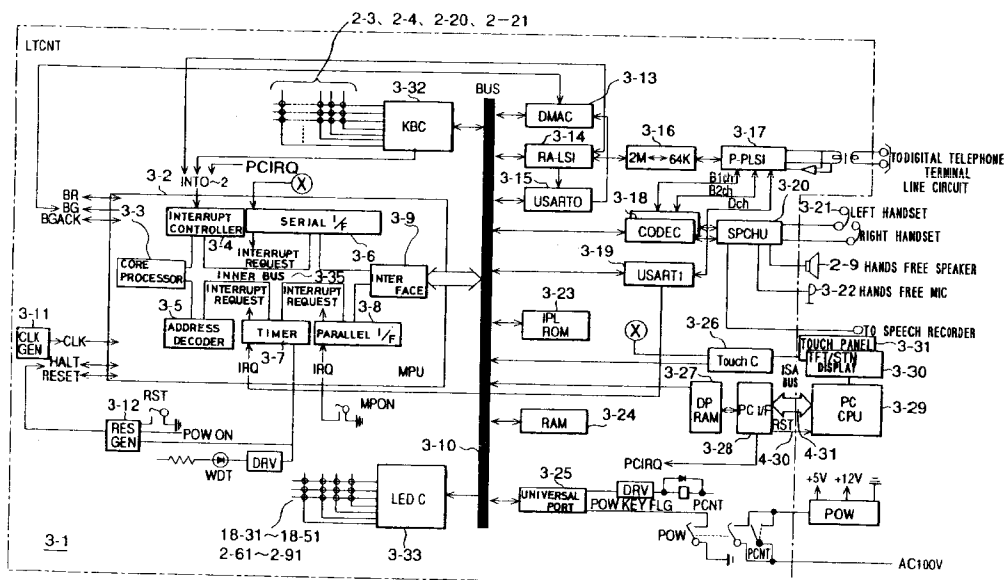 2-3、2-4、2-20、2-21
LTCNT
3-32
KBC
BUS
3-13
DMAC
3-14
RA-LSI
3-15
USART0
3-16
2M↔64K
3-17
P-PLSI
TO DIGITAL TELEPHONE
TERMINAL
LINE CIRCUIT
B1ch
B2ch
Dch
3-18
CODEC
3-20
SPCHU
3-21
LEFT HANDSET
RIGHT HANDSET
2-9 HANDS FREE SPEAKER
3-22 HANDS FREE MIC
TO SPEECH RECORDER
3-19
USART1
PCIRQ
X
INT0~2
BR
BG
BGACK
3-2
3-3
INTERRUPT
CONTROLLER
3-4
SERIAL I/F
3-6
3-9
INTERRUPT
REQUEST
CORE
PROCESSOR
INNER BUS
3-35
INTER
FACE
INTERRUPT
REQUEST
INTERRUPT
REQUEST
3-5
3-8
ADDRESS
DECODER
TIMER
3-7
PARALLEL I/F
IRQ
IRQ
MPU
3-11
CLK
GEN
CLK
HALT
RESET
3-12
RES
GEN
RST
POW ON
MPON
WDT
DRV
3-10
3-23
IPL
ROM
X
3-26
Touch C
TOUCH PANEL
3-31
TFT/STN
DISPLAY
3-30
3-27
DP
RAM
PC I/F
3-28
ISA
BUS
RST
4-30
4-31
PC
CPU
3-29
3-24
RAM
PCIRQ
3-25
UNIVERSAL
PORT
DRV
PCNT
POW KEY FLG
POW
PCNT
+5V
+12V
POW
AC100V
LED C
3-33
18-31~18-51
2-61~2-91
3-1